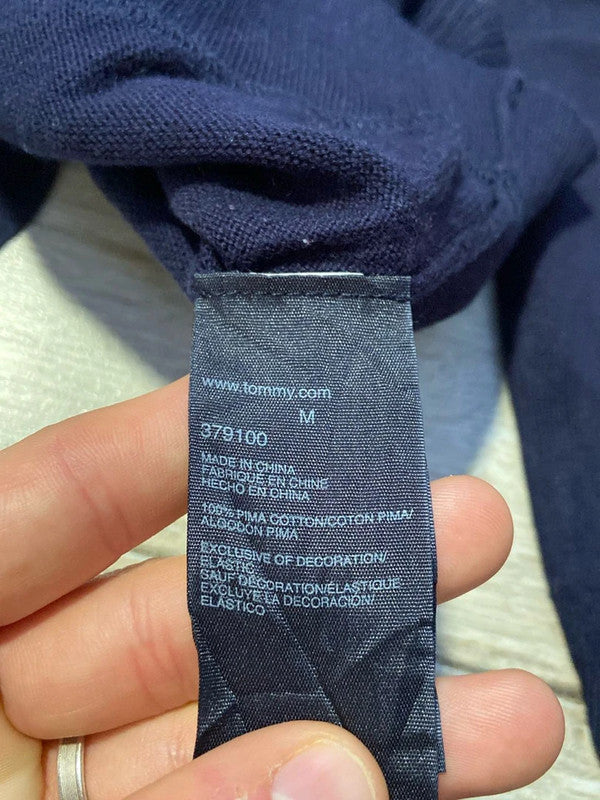 www.tommy.com
M
379100
MADE IN CHINA
FABRIQUÉ EN CHINE
HECHO EN CHINA
100% PIMA COTTON/COTON PIMA/
ALGODON PIMA
EXCLUSIVE OF DECORATION/
ELASTIC
SAUF DÉCORATION/ÉLASTIQUE
EXCLUYE LA DECORACIÓN/
ELÁSTICO